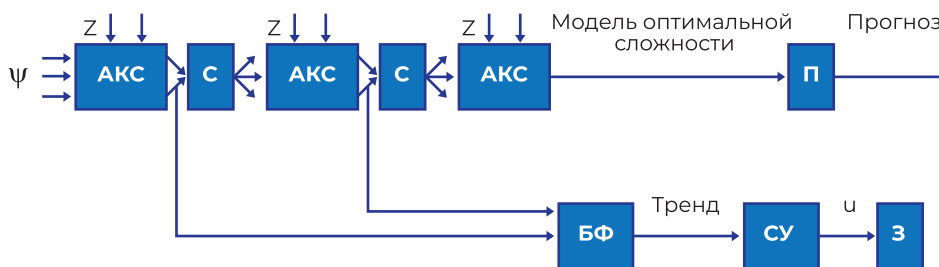 Z
Z
Z
Модель оптимальной
сложности
Прогноз
ψ
АКС
С
АКС
С
АКС
П
Тренд
u
БФ
СУ
З